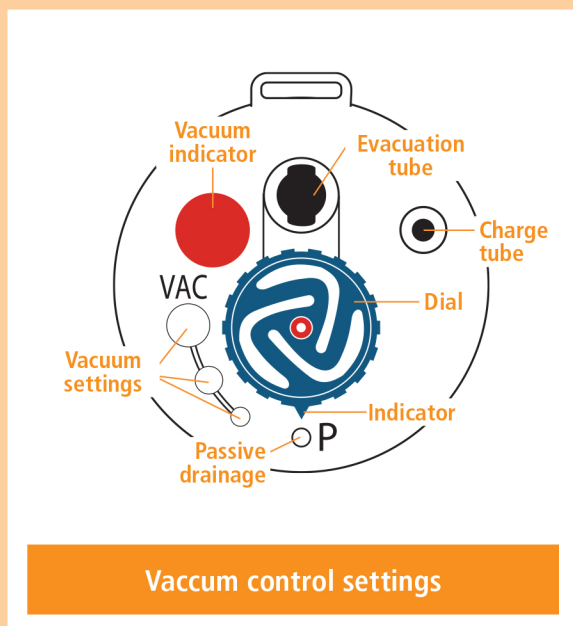 Vacuum
indicator
Evacuation
tube
Charge
tube
VAC
Dial
Vacuum
settings
Indicator
Passive
drainage
P
Vaccum control settings